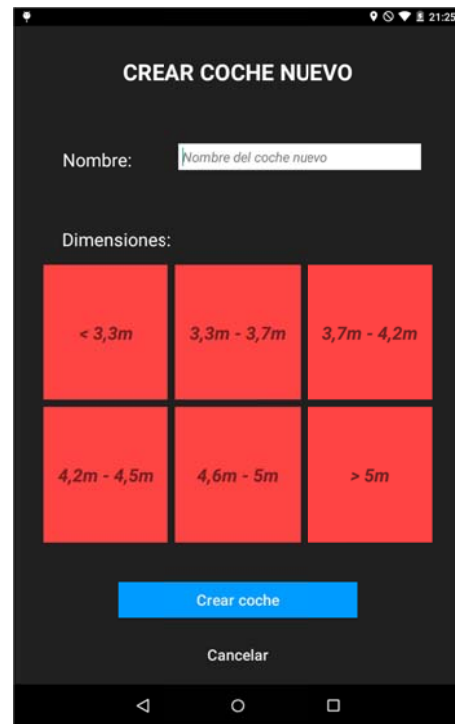 21:25
CREAR COCHE NUEVO
Nombre:
Nombre del coche nuevo
Dimensiones:
< 3,3m
3,3m - 3,7m
3,7m - 4,2m
4,2m - 4,5m
4,6m - 5m
> 5m
Crear coche
Cancelar